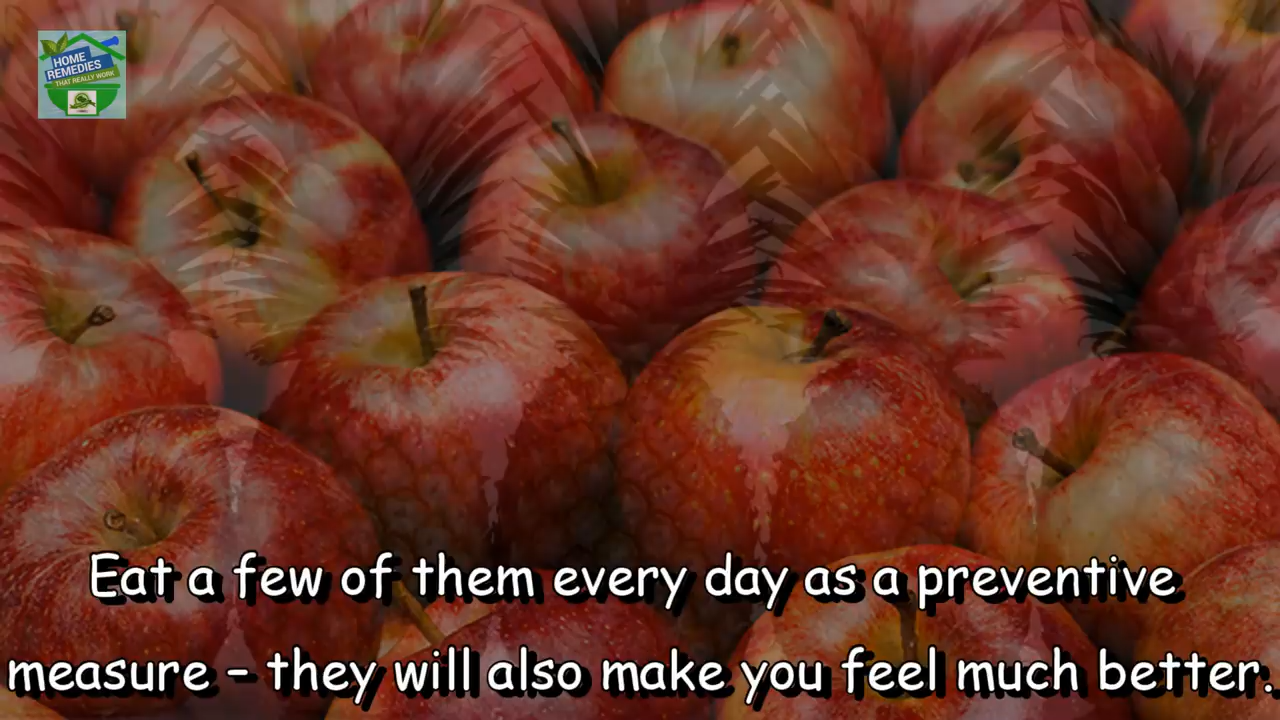 HOME
REMEDIES
THAT REALLY WORK
Eat a few of them every day as a preventive
measure – they will also make you feel much better.